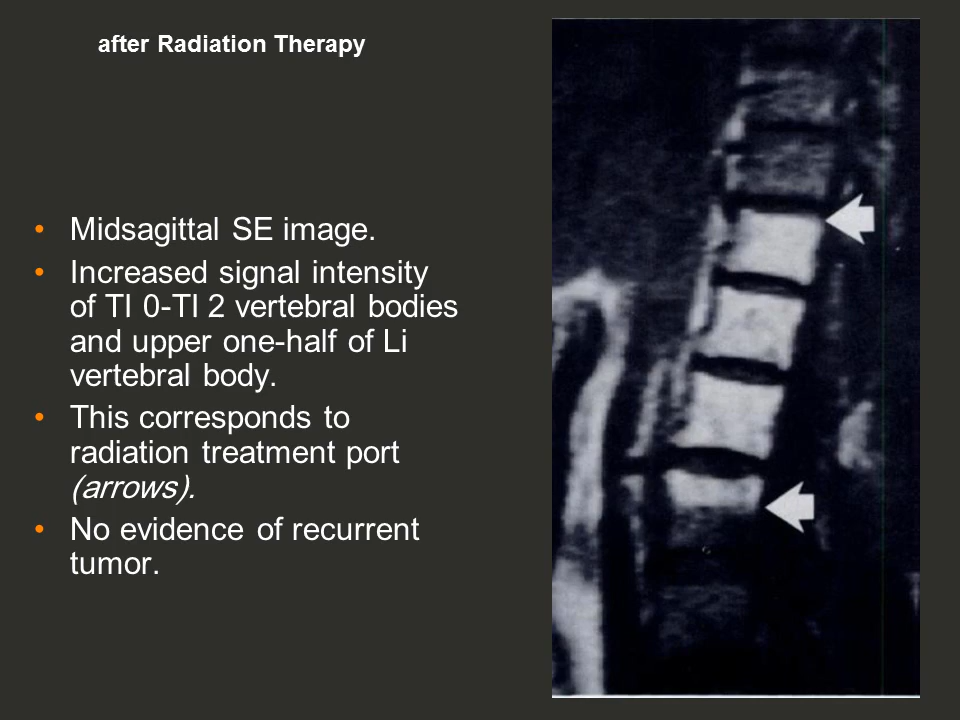 after Radiation Therapy
• Midsagittal SE image.
• Increased signal intensity
of TI 0-TI 2 vertebral bodies
and upper one-half of Li
vertebral body.
• This corresponds to
radiation treatment port
(arrows).
• No evidence of recurrent
tumor.